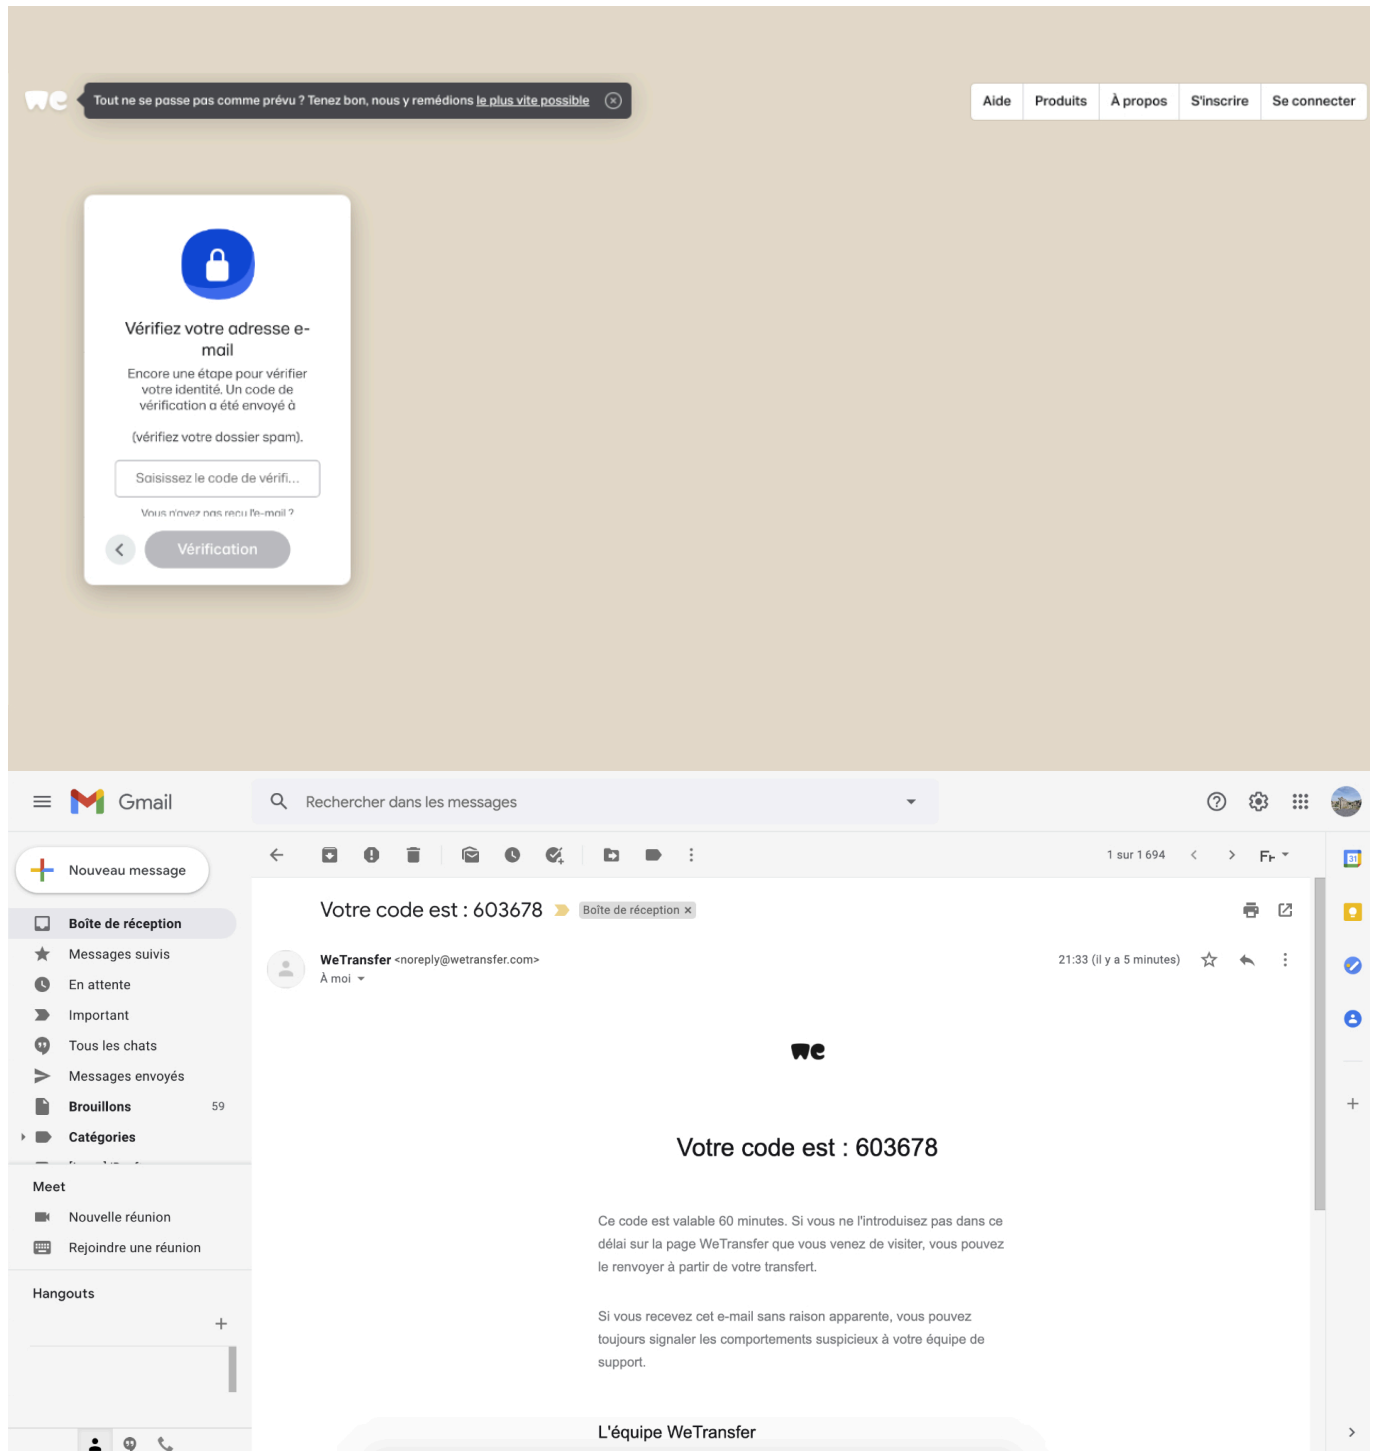 we
Tout ne se passe pas comme prévu ? Tenez bon, nous y remédions le plus vite possible
Aide Produits À propos S'inscrire Se connecter
Vérifiez votre adresse e-
mail
Encore une étape pour vérifier
votre identité. Un code de
vérification a été envoyé à
(vérifiez votre dossier spam).
Saisissez le code de vérifi...
Vous n'avez pas reçu l'e-mail ?
Vérification
Gmail
Rechercher dans les messages
Nouveau message
1 sur 1 694
Boîte de réception
Messages suivis
En attente
Important
Tous les chats
Messages envoyés
Brouillons 59
Catégories
Meet
Nouvelle réunion
Rejoindre une réunion
Hangouts
Votre code est : 603678 Boîte de réception ×
WeTransfer <noreply@wetransfer.com>
21:33 (il y a 5 minutes)
À moi
we
Votre code est : 603678
Ce code est valable 60 minutes. Si vous ne l'introduisez pas dans ce
délai sur la page WeTransfer que vous venez de visiter, vous pouvez
le renvoyer à partir de votre transfert.
Si vous recevez cet e-mail sans raison apparente, vous pouvez
toujours signaler les comportements suspicieux à votre équipe de
support.
L'équipe WeTransfer
31